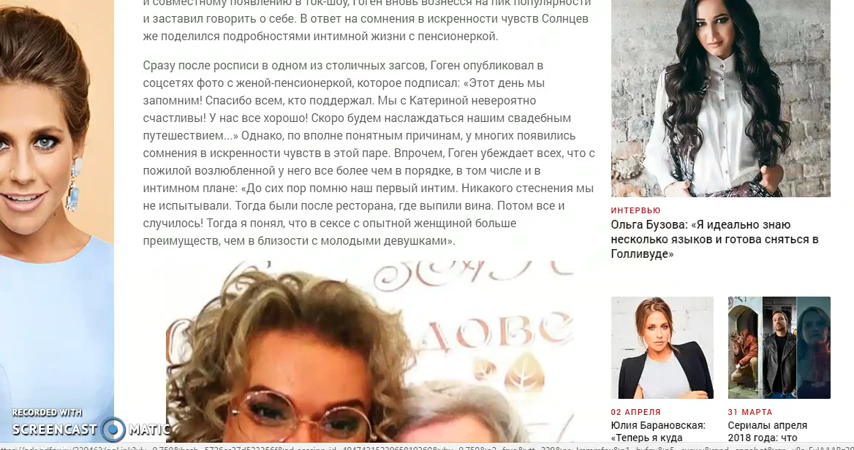 и совместному появлению в ток-шоу, Гоген вновь вознесся на пик популярности
и заставил говорить о себе. В ответ на сомнения в искренности чувств Солнцев
же поделился подробностями интимной жизни с пенсионеркой.
Сразу после росписи в одном из столичных загсов, Гоген опубликовал в
соцсетях фото с женой-пенсионеркой, которое подписал: «Этот день мы
запомним! Спасибо всем, кто поддержал. Мы с Катериной невероятно
счастливы! У нас все хорошо! Скоро будем наслаждаться нашим свадебным
путешествием...» Однако, по вполне понятным причинам, у многих появились
сомнения в искренности чувств в этой паре. Впрочем, Гоген убеждает всех, что с
пожилой возлюбленной у него все более чем в порядке, в том числе и в
интимном плане: «До сих пор помню наш первый интим. Никакого стеснения мы
не испытывали. Тогда были после ресторана, где выпили вина. Потом все и
случилось! Тогда я понял, что в сексе с опытной женщиной больше
преимуществ, чем в близости с молодыми девушками».
ИНТЕРВЬЮ
Ольга Бузова: «Я идеально знаю
несколько языков и готова сняться в
Голливуде»
02 АПРЕЛЯ
Юлия Барановская:
«Теперь я куда
31 МАРТА
Сериалы апреля
2018 года: что
RECORDED WITH
SCREENCAST MATIC